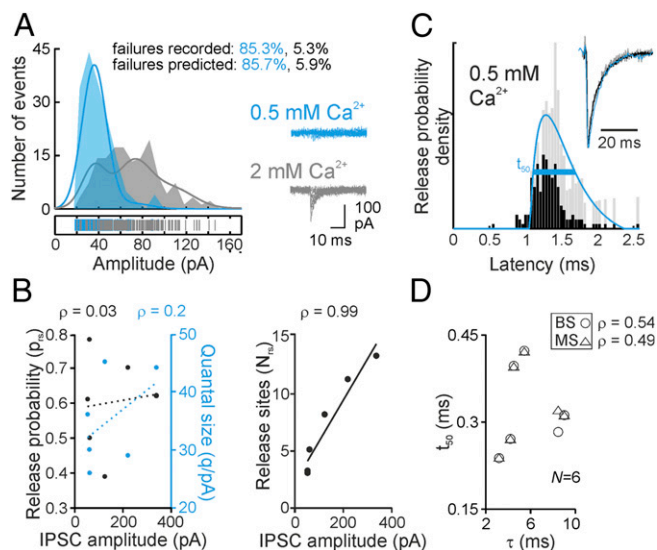 A
failures recorded: 85.3%, 5.3%
failures predicted: 85.7%, 5.9%
Number of events
45
30
15
0
0.5 mM Ca²⁺
2 mM Ca²⁺
100
pA
10 ms
0 40 80 120 160
Amplitude (pA)
C
0.5 mM
Ca²⁺
Release probability
density
t₅₀
20 ms
0 0.5 1 1.5 2 2.5
Latency (ms)
B
ρ = 0.03 ρ = 0.2
Release probability (pᵣₛ)
0.8
0.7
0.6
0.5
0.4
0.3
50
40
30
20
Quantal size (q/pA)
0 200 400
IPSC amplitude (pA)
ρ = 0.99
Release sites (Nᵣₛ)
15
10
5
0
0 200 400
IPSC amplitude (pA)
D
BS ○ ρ = 0.54
MS △ ρ = 0.49
t₅₀ (ms)
0.45
0.3
0.15
N=6
2 6 10
τ (ms)